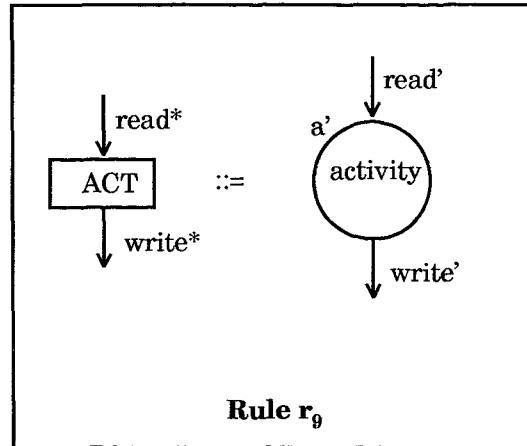 read'
a'
read*
activity
ACT ::=
write*
write'
Rule r₉